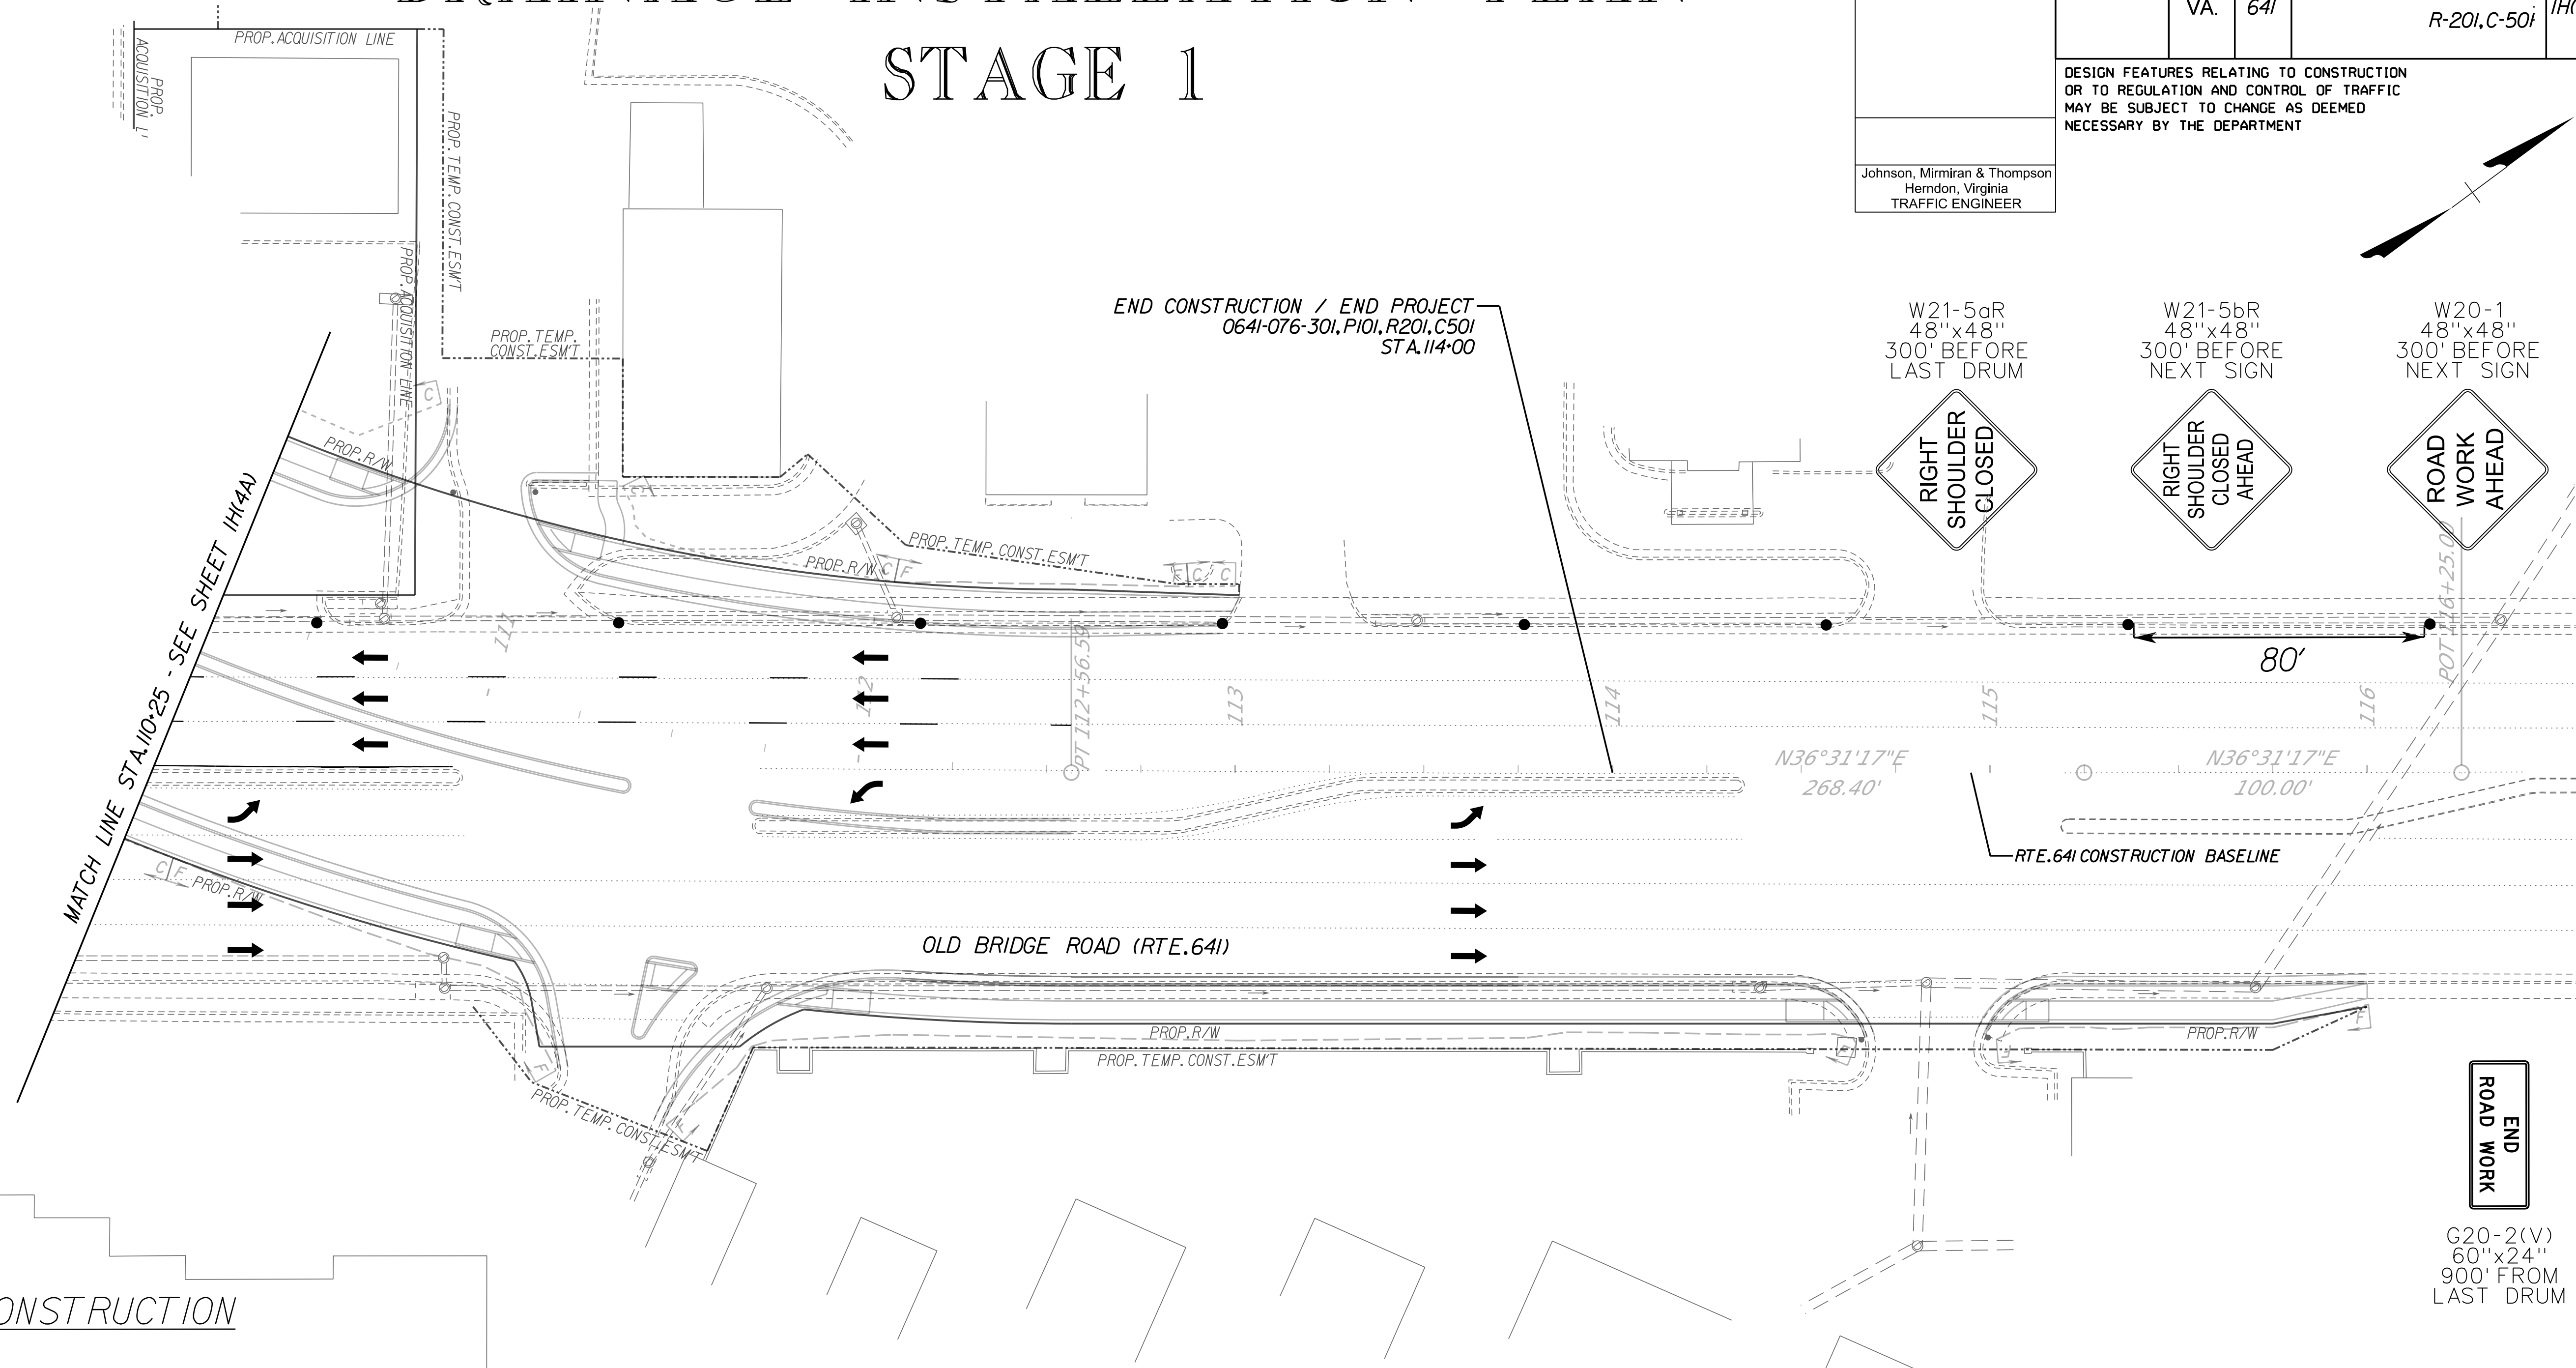 STAGE 1
VA.
641
R-201,C-501
DESIGN FEATURES RELATING TO CONSTRUCTION
OR TO REGULATION AND CONTROL OF TRAFFIC
MAY BE SUBJECT TO CHANGE AS DEEMED
NECESSARY BY THE DEPARTMENT
Johnson, Mirmiran & Thompson
Herndon, Virginia
TRAFFIC ENGINEER
PROP. ACQUISITION LINE
PROP.
ACQUISITION L
PROP. TEMP. CONST. ESM'T
PROP. ACQUISITION LINE
PROP. TEMP.
CONST. ESM'T
END CONSTRUCTION / END PROJECT
0641-076-301, P101, R201, C501
STA. 114+00
W21-5aR
48"x48"
300' BEFORE
LAST DRUM
W21-5bR
48"x48"
300' BEFORE
NEXT SIGN
W20-1
48"x48"
300' BEFORE
NEXT SIGN
RIGHT
SHOULDER
CLOSED
RIGHT
SHOULDER
CLOSED
AHEAD
ROAD
WORK
AHEAD
C
PROP. R/W
MATCH LINE STA. 110+25 - SEE SHEET 1H(4A)
PROP. TEMP. CONST. ESM'T
PROP. R/W
C F
F C C
111
112
PT 112+56.59
113
114
115
116
POT 116+25.00
80'
N36°31'17"E
268.40'
N36°31'17"E
100.00'
RTE. 641 CONSTRUCTION BASELINE
C F
PROP. R/W
OLD BRIDGE ROAD (RTE. 641)
PROP. R/W
PROP. TEMP. CONST. ESM'T
PROP. R/W
F
F
F
PROP. TEMP. CONST. ESM'T
END
ROAD WORK
G20-2(V)
60"x24"
900' FROM
LAST DRUM
ONSTRUCTION